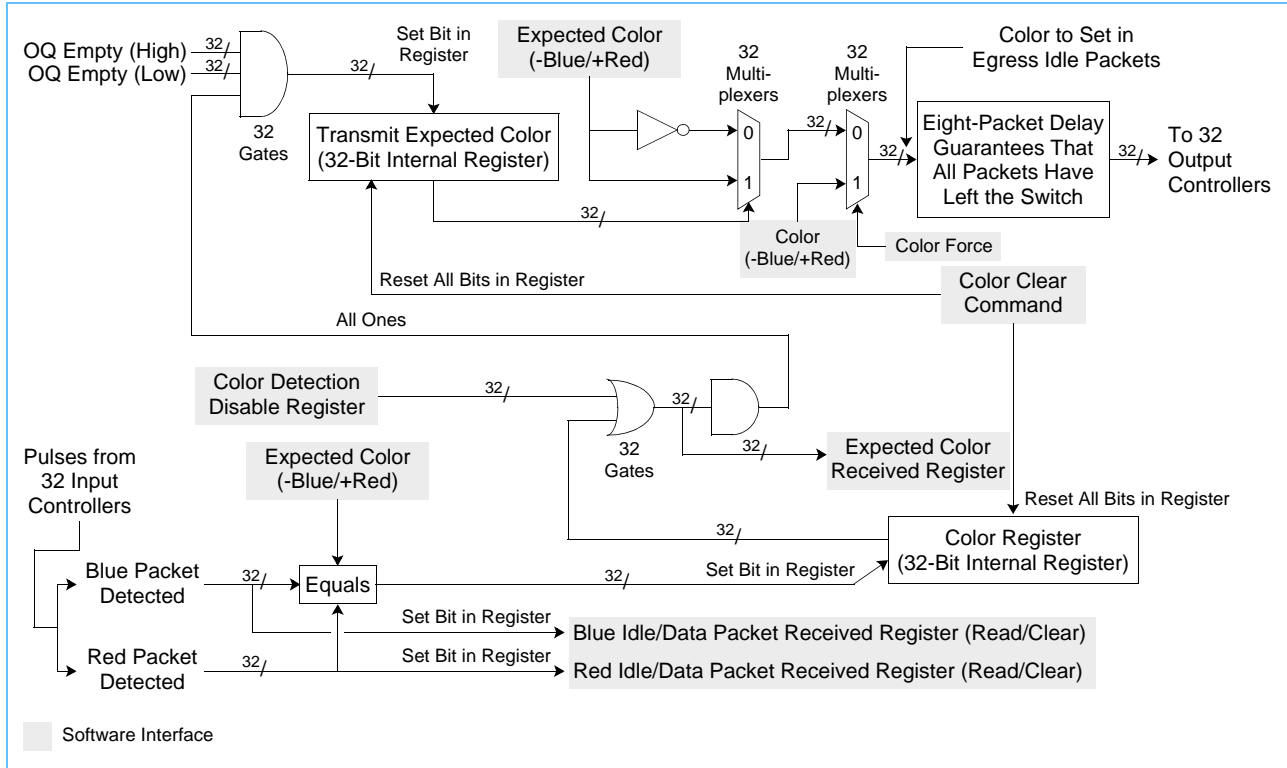 OQ Empty (High)
OQ Empty (Low)
32
32
32
Gates
32
Set Bit in
Register
Transmit Expected Color
(32-Bit Internal Register)
Expected Color
(-Blue/+Red)
32
Multi-
plexers
0
1
32
32
Multi-
plexers
0
1
32
Color to Set in
Egress Idle Packets
Eight-Packet Delay
Guarantees That
All Packets Have
Left the Switch
32
To 32
Output
Controllers
32
Color
(-Blue/+Red)
Color Force
Reset All Bits in Register
Color Clear
Command
All Ones
Color Detection
Disable Register
32
32
Gates
32
32
Expected Color
Received Register
Pulses from
32 Input
Controllers
Expected Color
(-Blue/+Red)
Reset All Bits in Register
32
Color Register
(32-Bit Internal Register)
Blue Packet
Detected
32
Equals
32
Set Bit in Register
Set Bit in Register
Blue Idle/Data Packet Received Register (Read/Clear)
Red Packet
Detected
32
Set Bit in Register
Red Idle/Data Packet Received Register (Read/Clear)
Software Interface